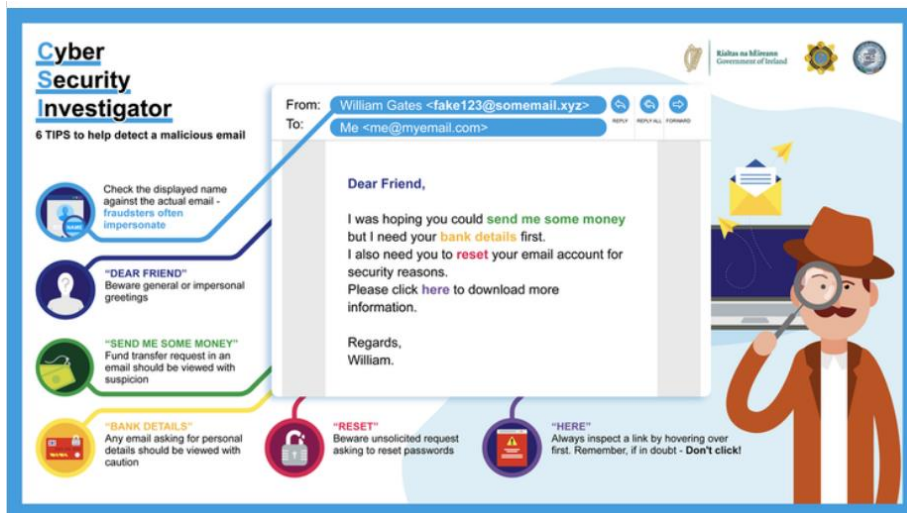 Cyber
Security
Investigator
6 TIPS to help detect a malicious email
Rialtas na hÉireann
Government of Ireland
From: William Gates <fake123@somemail.xyz>
To: Me <me@myemail.com>
REPLY REPLY ALL FORWARD
Dear Friend,
I was hoping you could send me some money
but I need your bank details first.
I also need you to reset your email account for
security reasons.
Please click here to download more
information.
Regards,
William.
Check the displayed name
against the actual email -
fraudsters often
impersonate
NAME
"DEAR FRIEND"
Beware general or impersonal
greetings
"SEND ME SOME MONEY"
Fund transfer request in an
email should be viewed with
suspicion
"BANK DETAILS"
Any email asking for personal
details should be viewed with
caution
"RESET"
Beware unsolicited request
asking to reset passwords
"HERE"
Always inspect a link by hovering over
first. Remember, if in doubt - Don't click!